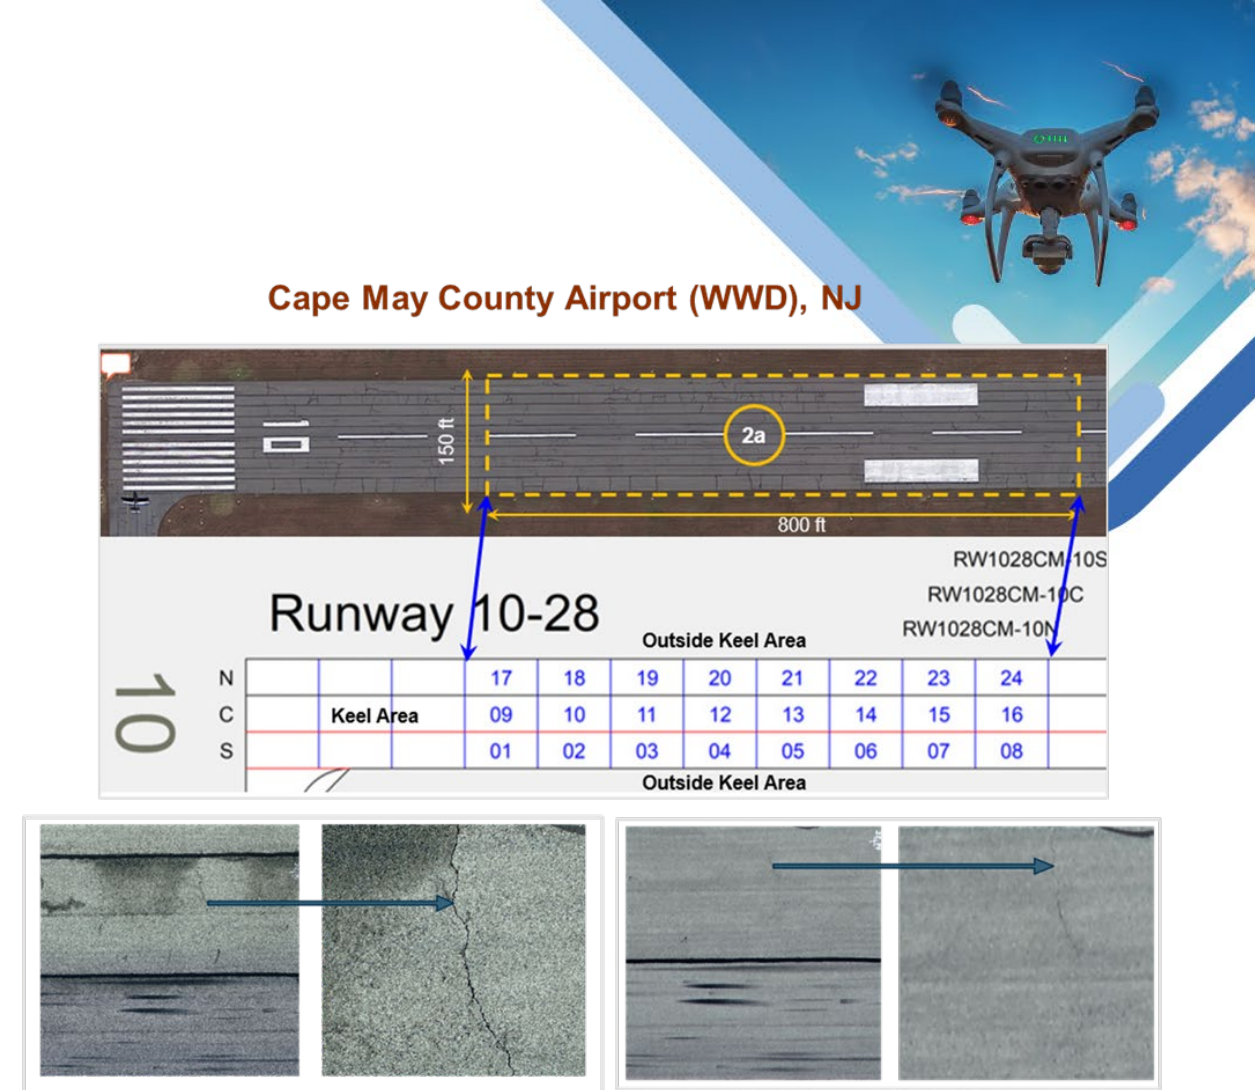 Cape May County Airport (WWD), NJ
150 ft
2a
800 ft
RW1028CM-10S
RW1028CM-10C
RW1028CM-10N
Runway 10-28
Outside Keel Area
10
N 17 18 19 20 21 22 23 24
C Keel Area 09 10 11 12 13 14 15 16
S 01 02 03 04 05 06 07 08
Outside Keel Area